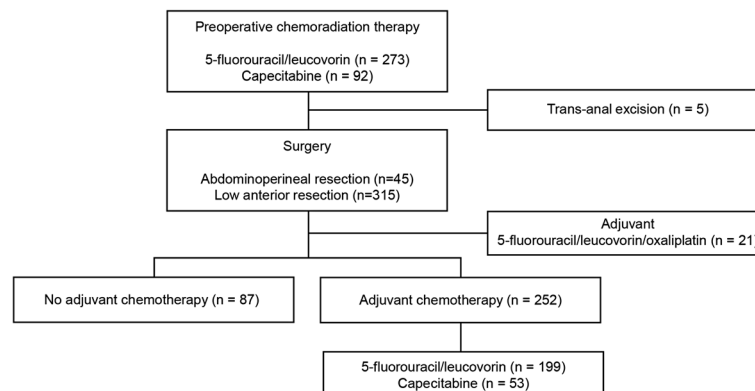 Preoperative chemoradiation therapy
5-fluorouracil/leucovorin (n = 273)
Capecitabine (n = 92)
Trans-anal excision (n = 5)
Surgery
Abdominoperineal resection (n=45)
Low anterior resection (n=315)
Adjuvant
5-fluorouracil/leucovorin/oxaliplatin (n = 21)
No adjuvant chemotherapy (n = 87)
Adjuvant chemotherapy (n = 252)
5-fluorouracil/leucovorin (n = 199)
Capecitabine (n = 53)